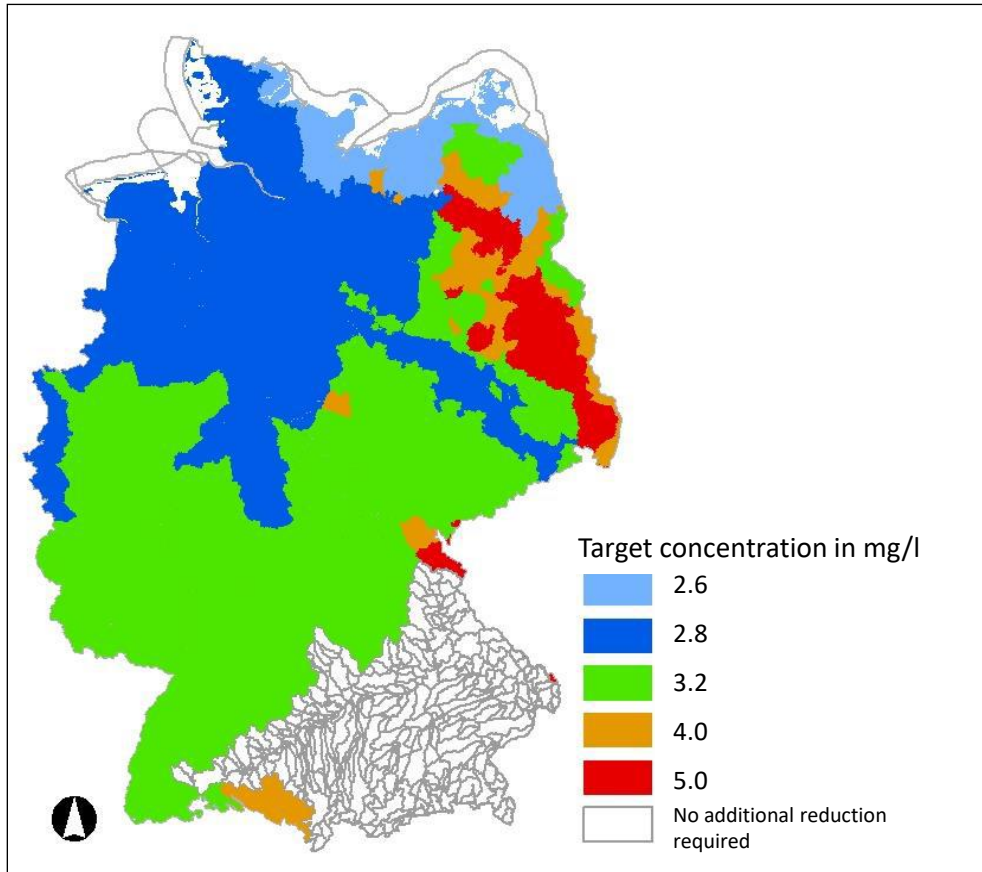 Target concentration in mg/l
2.6
2.8
3.2
4.0
5.0
No additional reduction
required